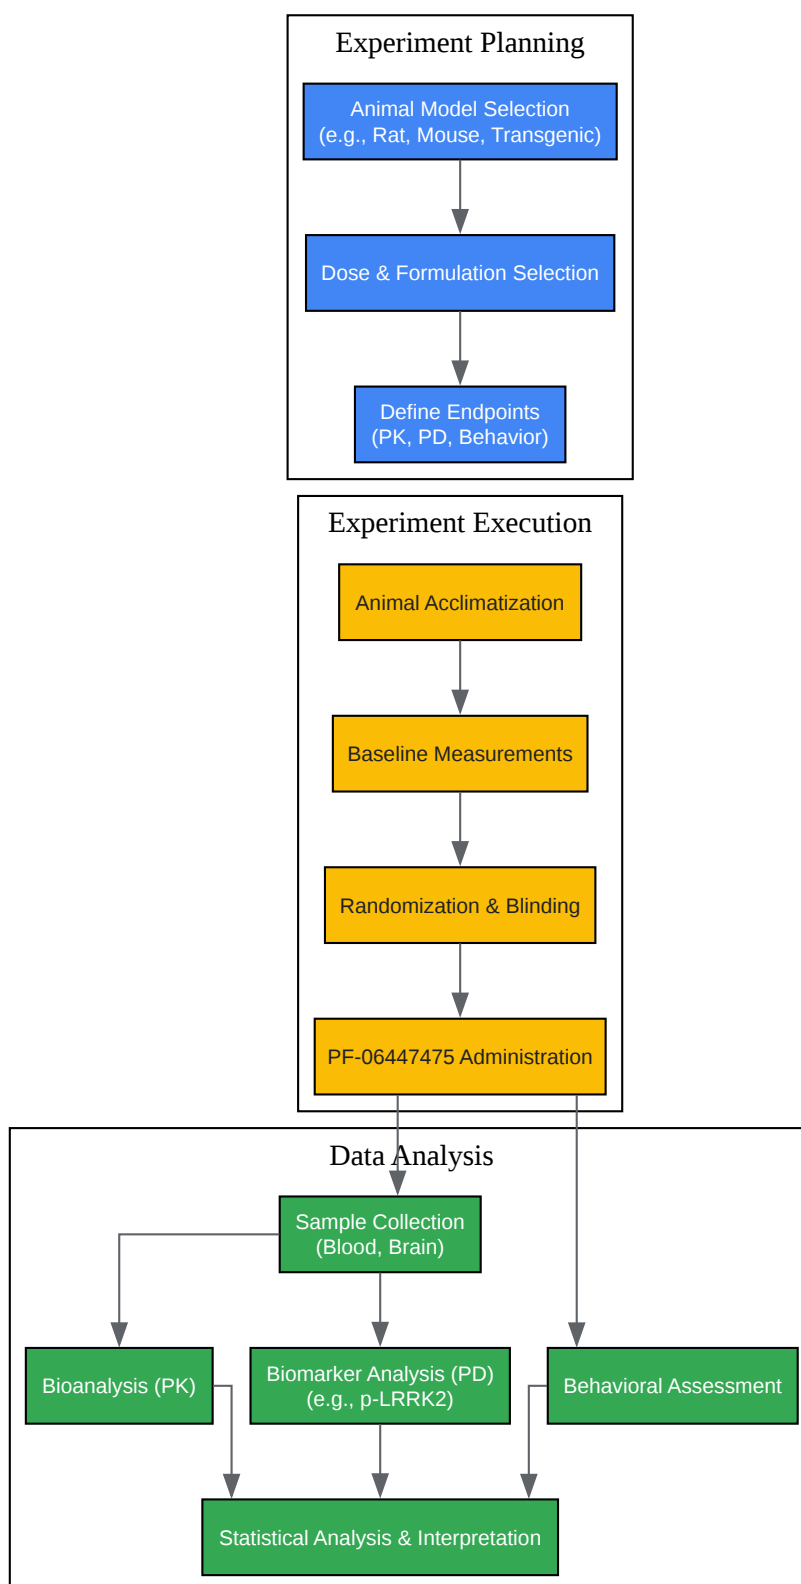 Experiment Planning
Animal Model Selection
(e.g., Rat, Mouse, Transgenic)
Dose & Formulation Selection
Define Endpoints
(PK, PD, Behavior)
Experiment Execution
Animal Acclimatization
Baseline Measurements
Randomization & Blinding
PF-06447475 Administration
Data Analysis
Sample Collection
(Blood, Brain)
Bioanalysis (PK)
Biomarker Analysis (PD)
(e.g., p-LRRK2)
Behavioral Assessment
Statistical Analysis & Interpretation